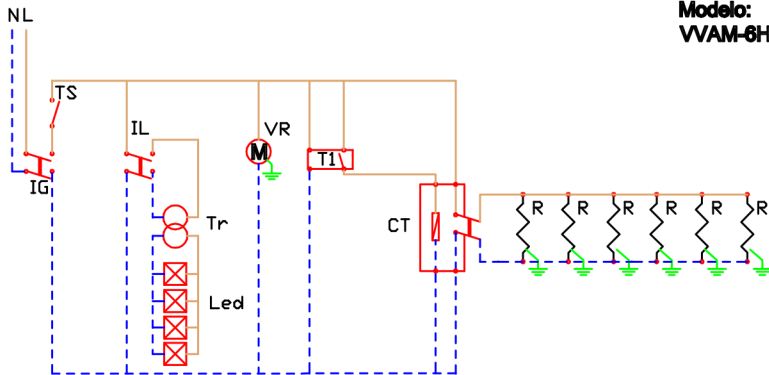 Modelo:
VVAM-6H
NL
TS
IL
VR
M
T1
IG
Tr
CT
R R R R R R
Led